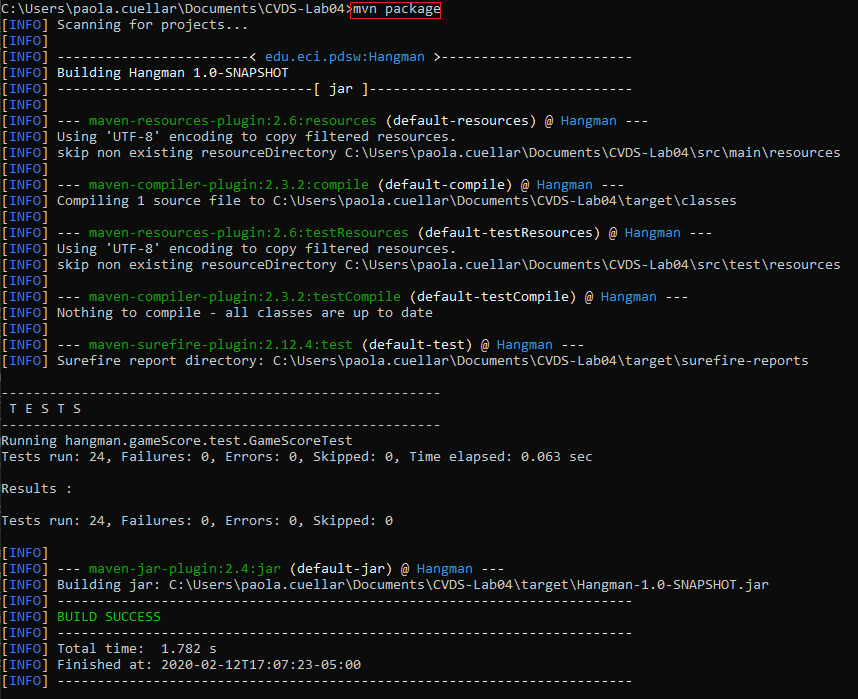 C:\Users\paola.cuellar\Documents\CVDS-Lab04>mvn package
[INFO] Scanning for projects...
[INFO]
[INFO] ------------------------< edu.eci.pdsw:Hangman >------------------------
[INFO] Building Hangman 1.0-SNAPSHOT
[INFO] --------------------------------[ jar ]---------------------------------
[INFO]
[INFO] --- maven-resources-plugin:2.6:resources (default-resources) @ Hangman ---
[INFO] Using 'UTF-8' encoding to copy filtered resources.
[INFO] skip non existing resourceDirectory C:\Users\paola.cuellar\Documents\CVDS-Lab04\src\main\resources
[INFO]
[INFO] --- maven-compiler-plugin:2.3.2:compile (default-compile) @ Hangman ---
[INFO] Compiling 1 source file to C:\Users\paola.cuellar\Documents\CVDS-Lab04\target\classes
[INFO]
[INFO] --- maven-resources-plugin:2.6:testResources (default-testResources) @ Hangman ---
[INFO] Using 'UTF-8' encoding to copy filtered resources.
[INFO] skip non existing resourceDirectory C:\Users\paola.cuellar\Documents\CVDS-Lab04\src\test\resources
[INFO]
[INFO] --- maven-compiler-plugin:2.3.2:testCompile (default-testCompile) @ Hangman ---
[INFO] Nothing to compile - all classes are up to date
[INFO]
[INFO] --- maven-surefire-plugin:2.12.4:test (default-test) @ Hangman ---
[INFO] Surefire report directory: C:\Users\paola.cuellar\Documents\CVDS-Lab04\target\surefire-reports
-------------------------------------------------------
T E S T S
-------------------------------------------------------
Running hangman.gameScore.test.GameScoreTest
Tests run: 24, Failures: 0, Errors: 0, Skipped: 0, Time elapsed: 0.063 sec
Results :
Tests run: 24, Failures: 0, Errors: 0, Skipped: 0
[INFO]
[INFO] --- maven-jar-plugin:2.4:jar (default-jar) @ Hangman ---
[INFO] Building jar: C:\Users\paola.cuellar\Documents\CVDS-Lab04\target\Hangman-1.0-SNAPSHOT.jar
[INFO] ------------------------------------------------------------------------
[INFO] BUILD SUCCESS
[INFO] ------------------------------------------------------------------------
[INFO] Total time:  1.782 s
[INFO] Finished at: 2020-02-12T17:07:23-05:00
[INFO] ------------------------------------------------------------------------